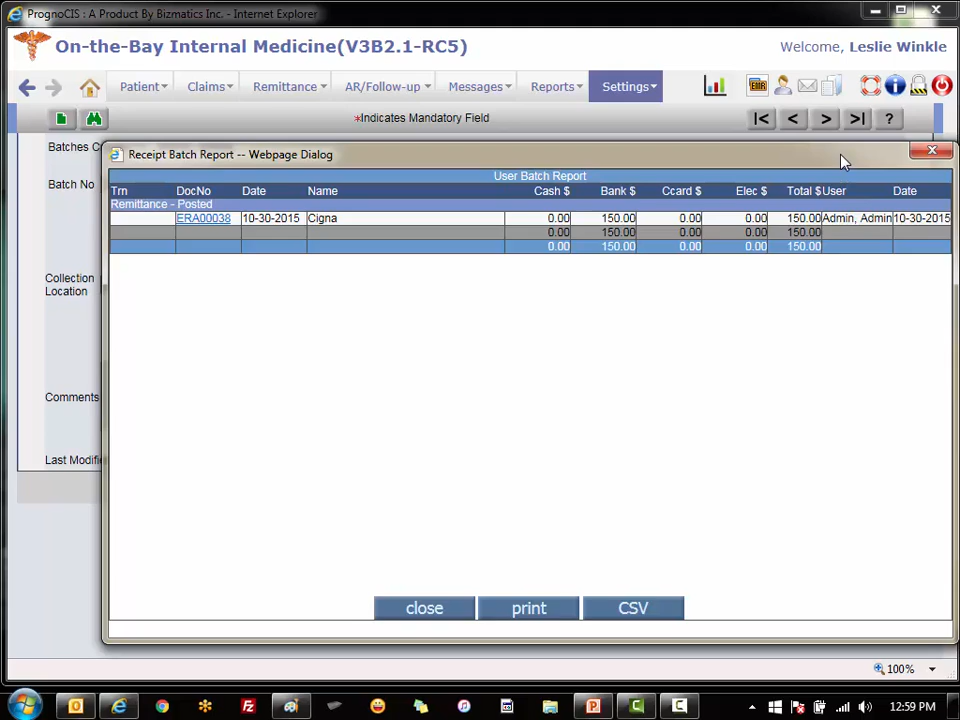 PrognoCIS : A Product By Bizmatics Inc. - Internet Explorer
On-the-Bay Internal Medicine(V3B2.1-RC5)
Welcome, Leslie Winkle
Patient Claims Remittance AR/Follow-up Messages Reports Settings
EMR
*Indicates Mandatory Field
|< < > >| ?
Batches C
Receipt Batch Report -- Webpage Dialog
User Batch Report
Trn DocNo Date Name Cash $ Bank $ Ccard $ Elec $ Total $ User Date
Remittance - Posted
ERA00038 10-30-2015 Cigna 0.00 150.00 0.00 0.00 150.00 Admin, Admin 10-30-2015
0.00 150.00 0.00 0.00 150.00
0.00 150.00 0.00 0.00 150.00
Batch No
Collection
Location
Comments
Last Modifi
close print CSV
100%
12:59 PM